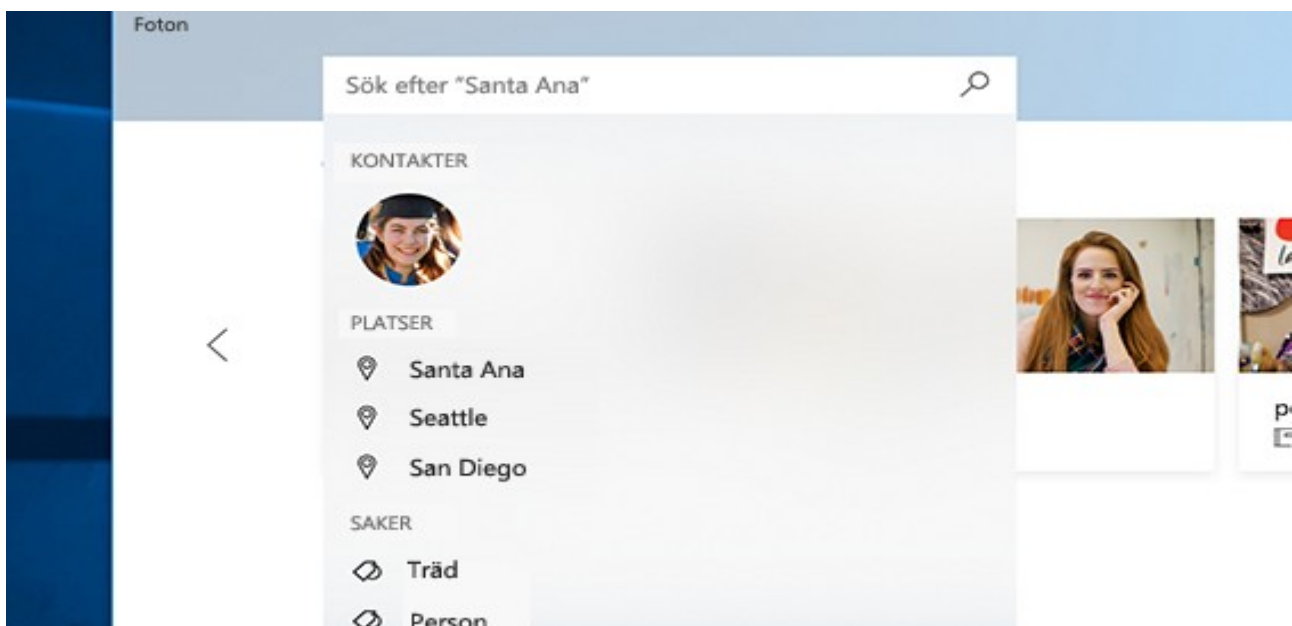 Foton
Sök efter "Santa Ana"
KONTAKTER
PLATSER
Santa Ana
Seattle
San Diego
SAKER
Träd
Person